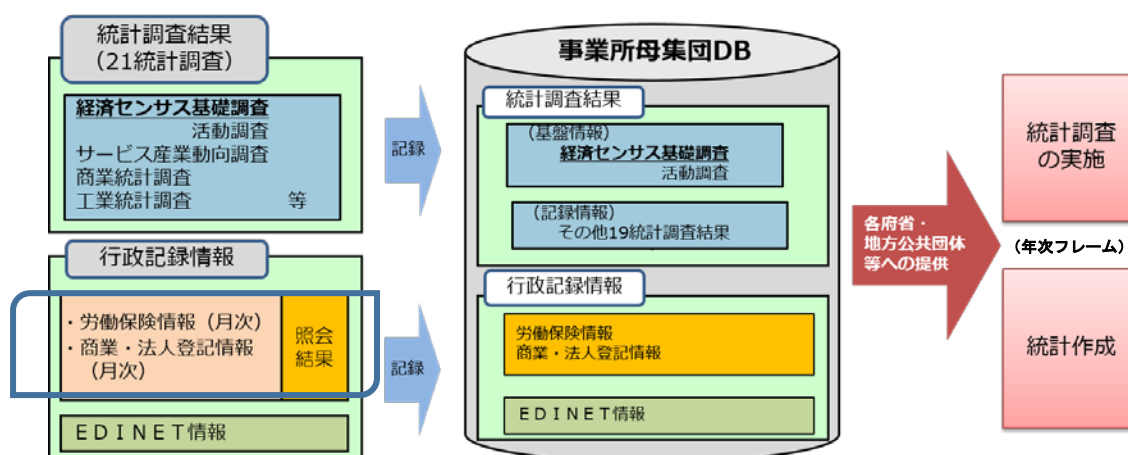 統計調査結果
(21統計調査)
経済センサス基礎調査
活動調査
サービス産業動向調査
商業統計調査
工業統計調査 等
行政記録情報
・労働保険情報(月次)
・商業・法人登記情報
(月次)
照会
結果
EDINET情報
記録
記録
事業所母集団DB
統計調査結果
(基盤情報)
経済センサス基礎調査
活動調査
(記録情報)
その他19統計調査結果
行政記録情報
労働保険情報
商業・法人登記情報
EDINET情報
各府省・
地方公共団体
等への提供
統計調査
の実施
(年次フレーム)
統計作成